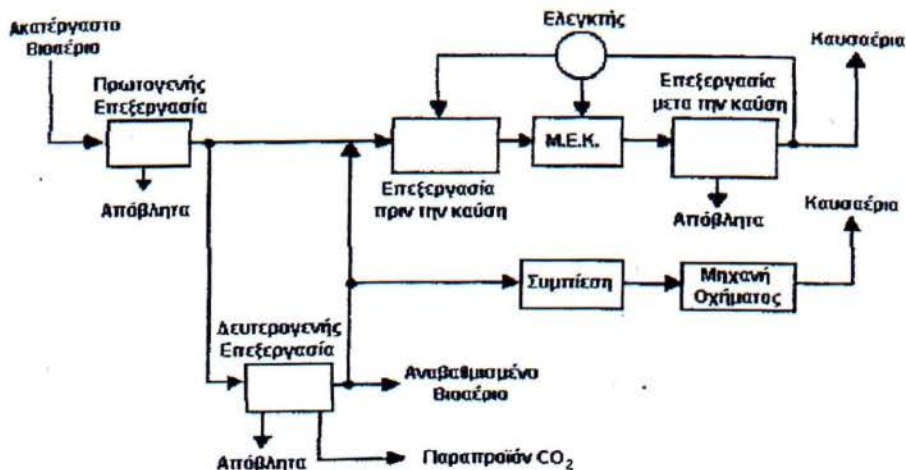 Ακατέργαστο
Βιοαέριο
Πρωτογενής
Επεξεργασία
Απόβλητα
Ελεγκτής
Καυσαέρια
Επεξεργασία
μετα την καύση
Μ.Ε.Κ.
Επεξεργασία
πριν την καύση
Απόβλητα
Καυσαέρια
Συμπίεση
Μηχανή
Οχήματος
Δευτερογενής
Επεξεργασία
Αναβαθμισμένο
Βιοαέριο
Απόβλητα
Παραπροϊόν CO₂